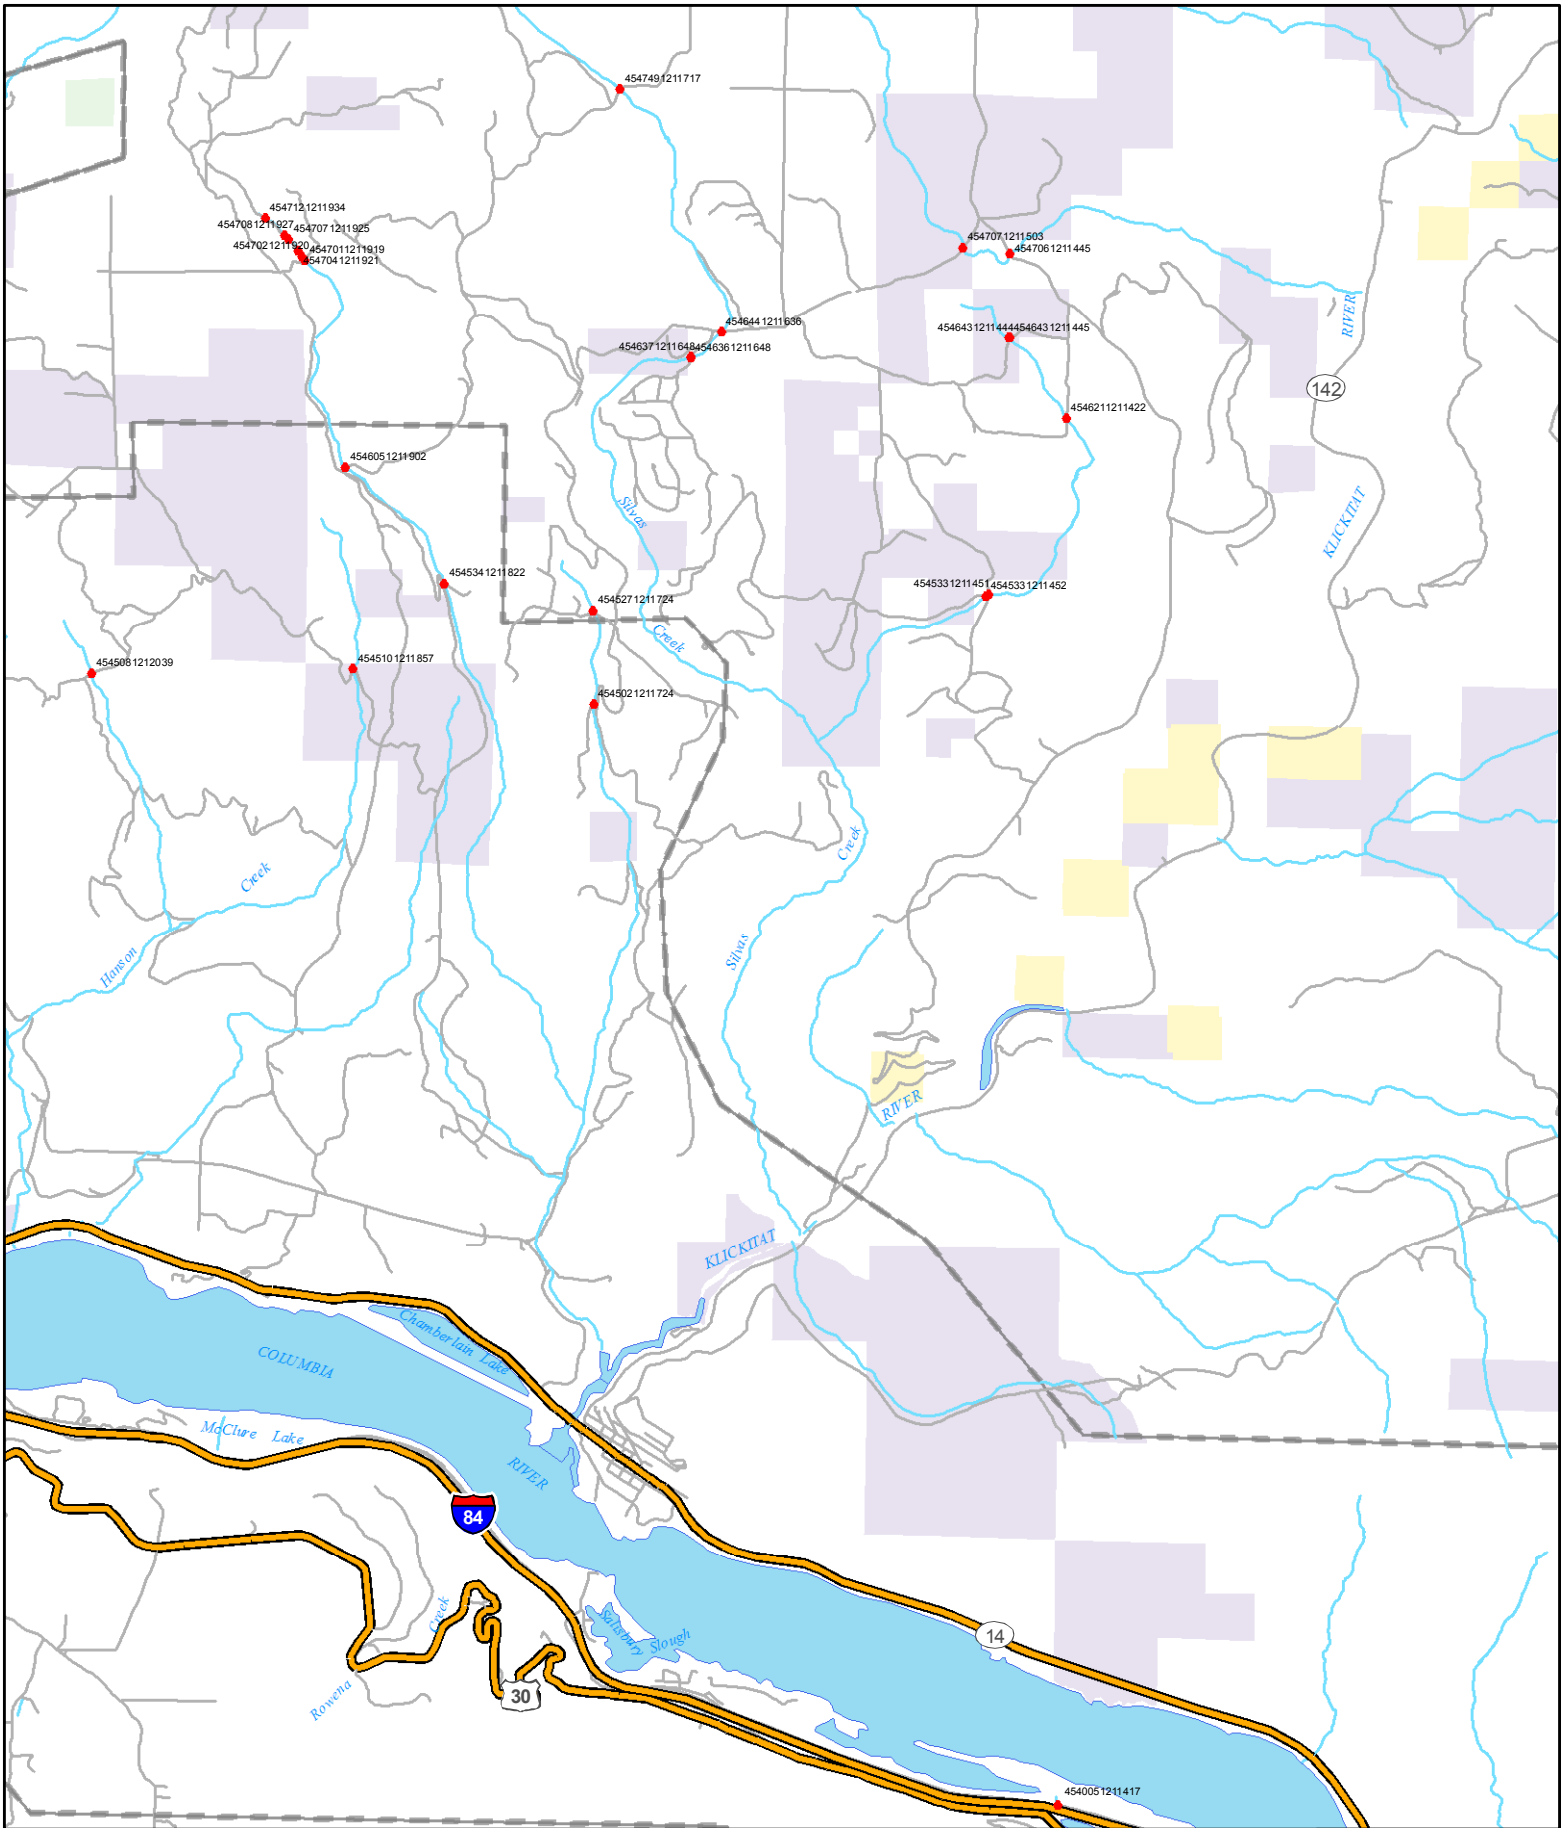 4547491211717
4547121211934
4547081211927
4547071211925
4547021211920
4547011211919
4547041211921
4547071211503
4547061211445
RIVER
4546441211636
4546431211444
4546431211445
4546371211648
4546361211648
142
4546211211422
4546051211902
Silvas
KLICKITAT
4545341211822
4545331211451
4545331211452
4545271211724
Creek
4545081212039
4545101211857
4545021211724
Creek
Creek
Hanson
Silvas
RIVER
KLICKITAT
Chamberlain Lake
COLUMBIA
McClure Lake
RIVER
84
Creek
Salisbury Slough
14
30
Rowena
4540051211417